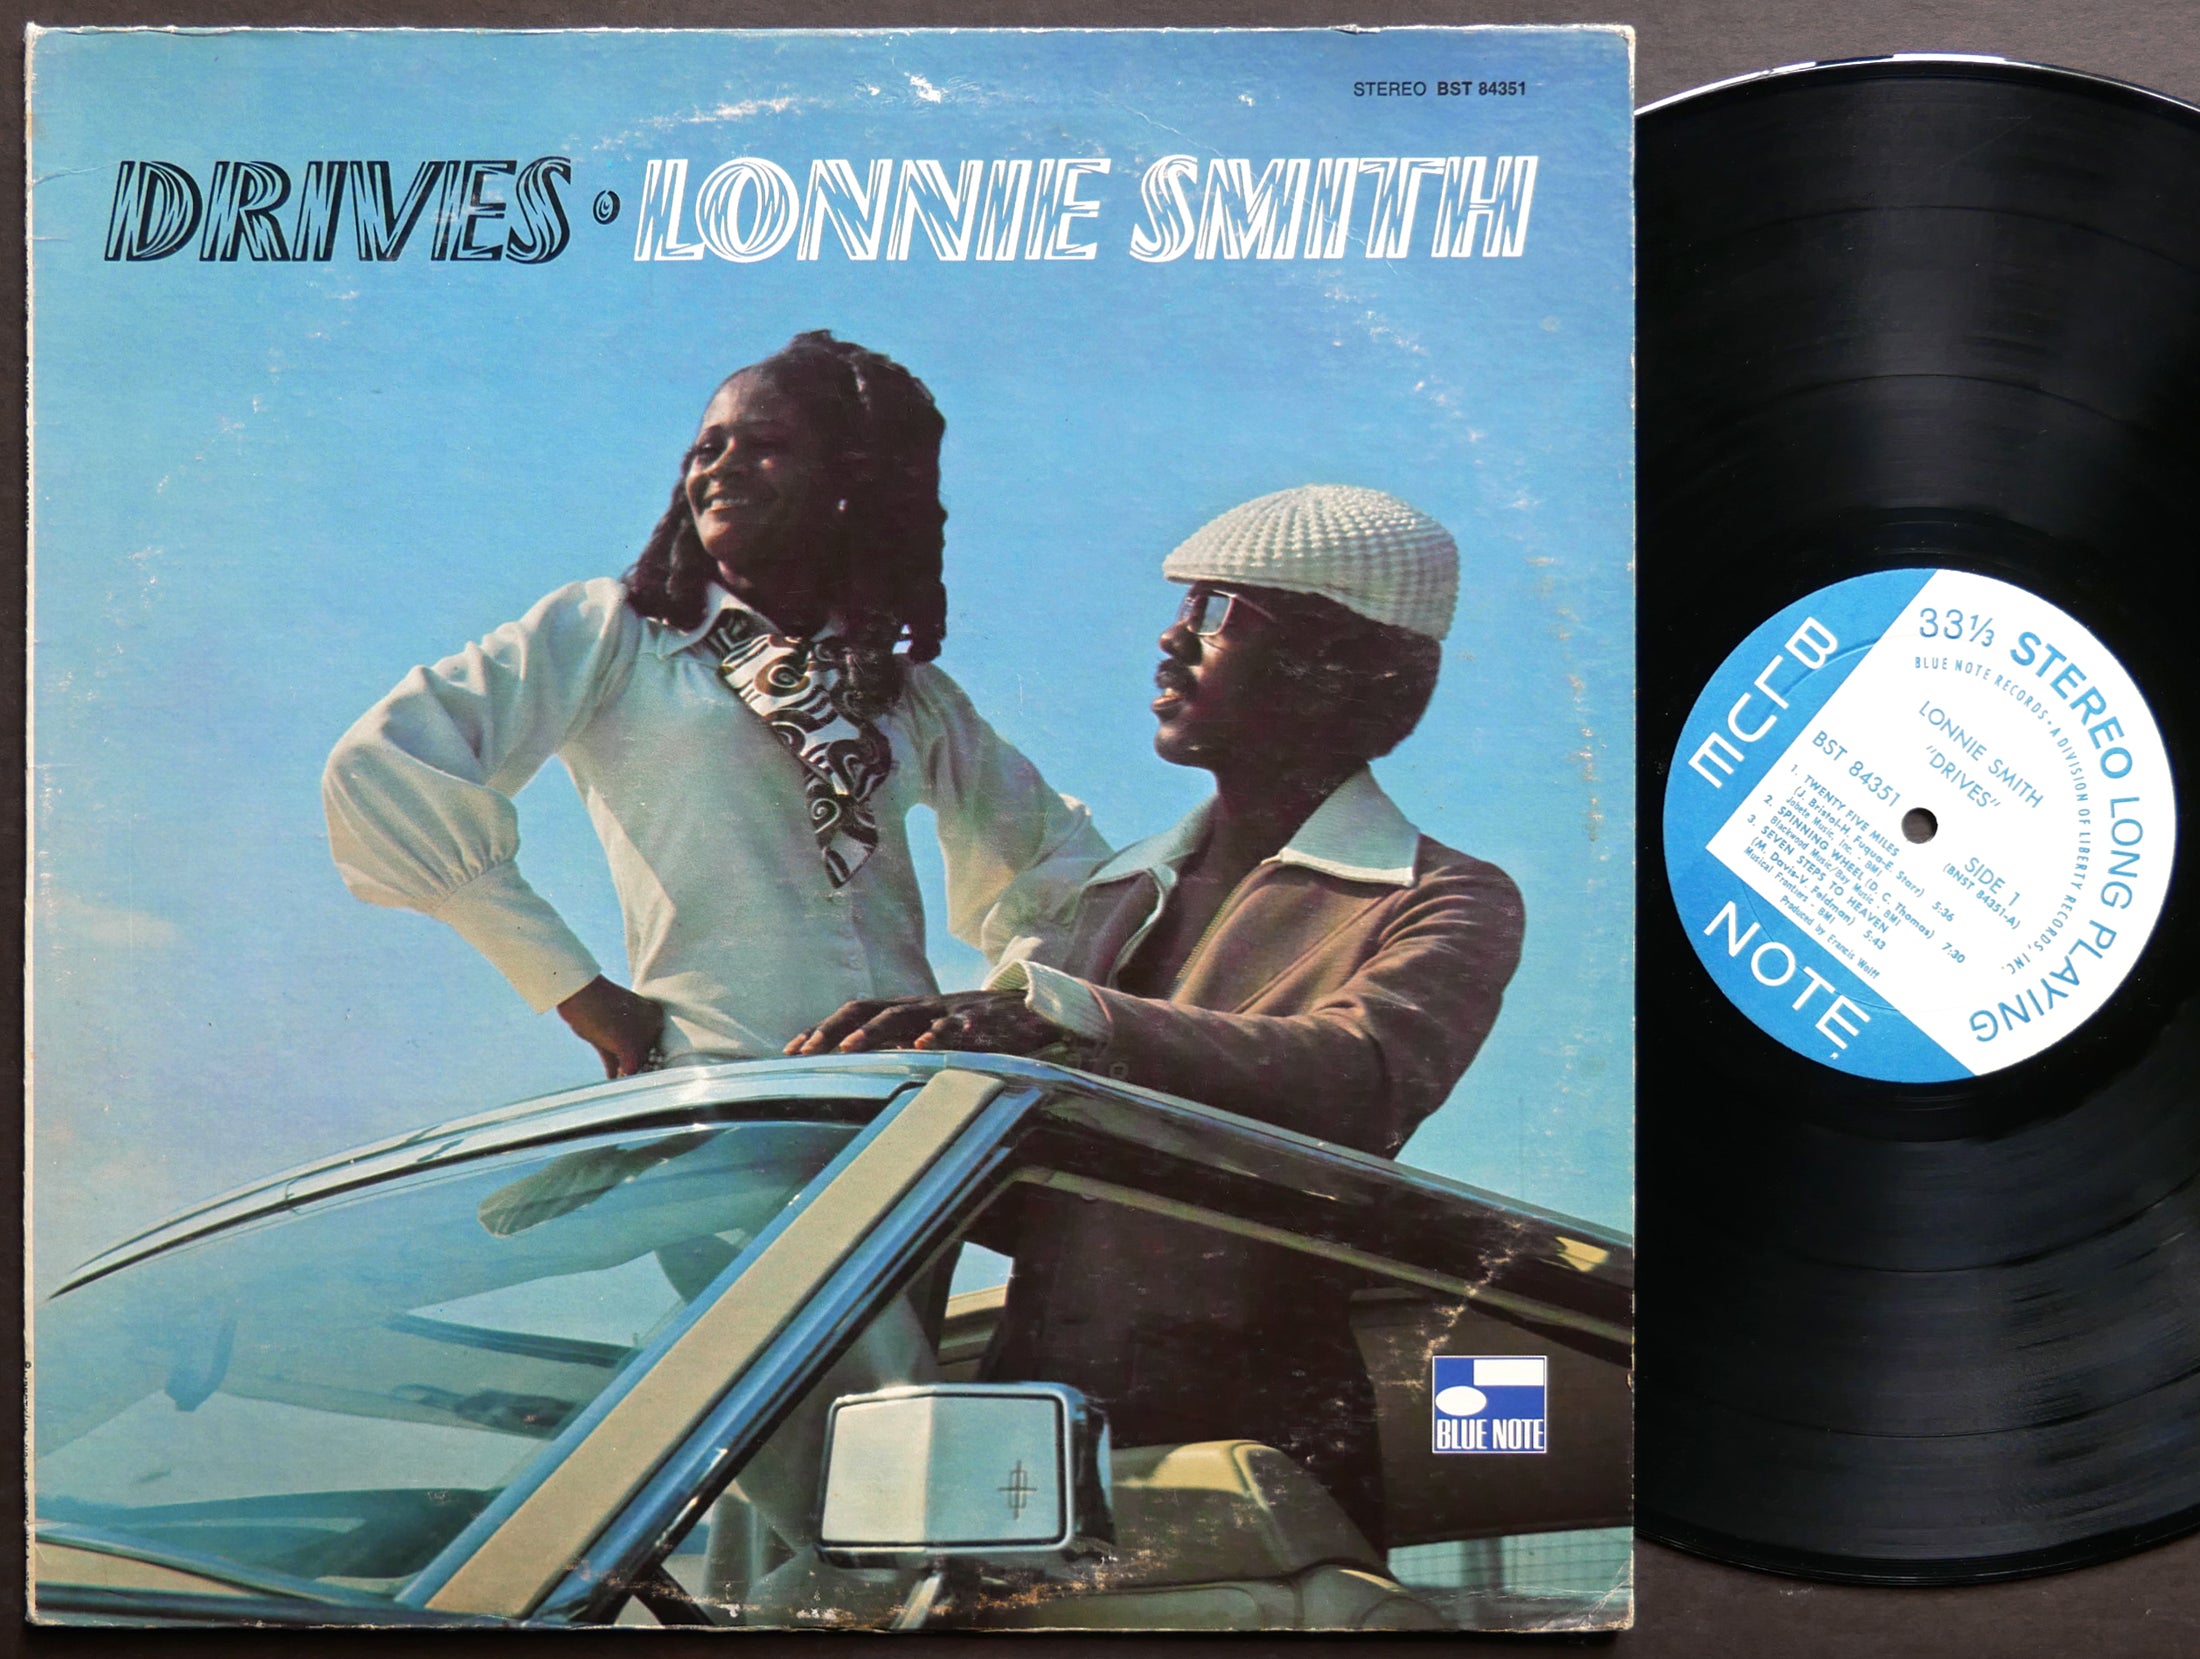 STEREO BST 84351
DRIVES • LONNIE SMITH
BLUE NOTE
BLUE NOTE
33 1/3 STEREO LONG PLAYING
BLUE NOTE RECORDS • A DIVISION OF LIBERTY RECORDS, INC.
LONNIE SMITH
"DRIVES"
BST 84351
SIDE 1
(BNST 84351-A)
1. TWENTY FIVE MILES
(J. Bristol-H. Fuqua-E. Starr) 5:36
Jobete Music, Inc. - BMI
2. SPINNING WHEEL (D. C. Thomas) 7:30
Blackwood Music/Bay Music - BMI
3. SEVEN STEPS TO HEAVEN
(M. Davis-V. Feldman) 5:43
Musical Frontiers - BMI
Produced by Francis Wolff